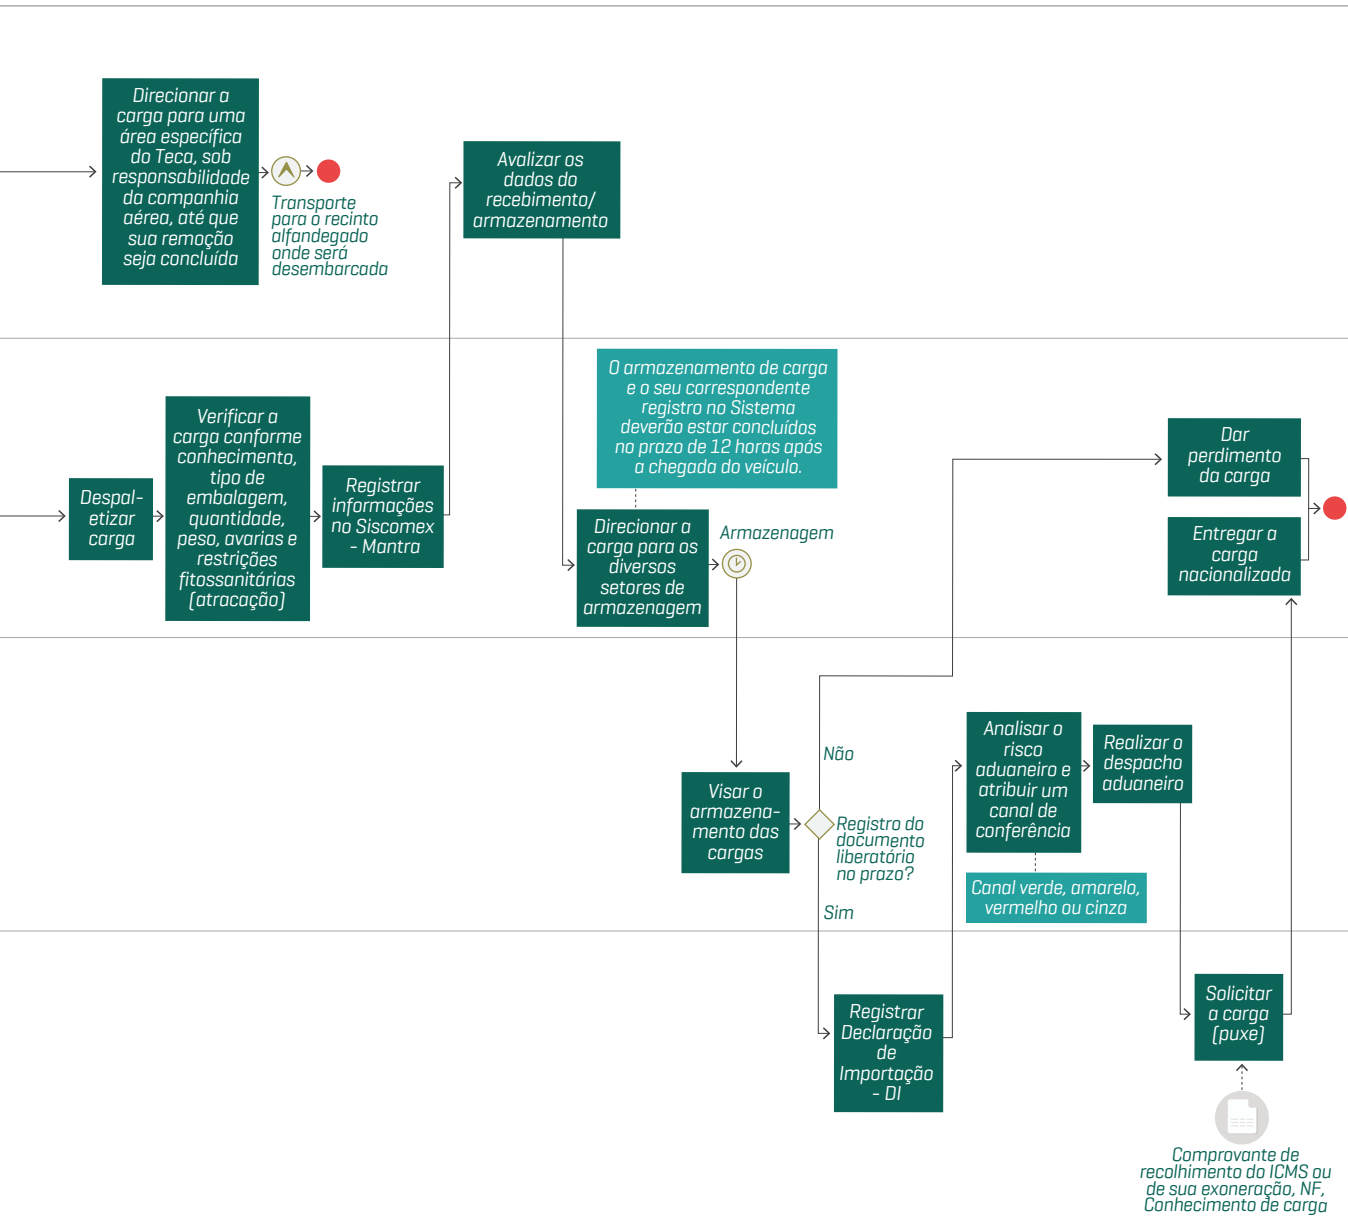 Direcionar a
carga para uma
área específica
do Teca, sob
responsabilidade
da companhia
aérea, até que
sua remoção
seja concluída
Transporte
para o recinto
alfandegado
onde será
desembarcada
Avalizar os
dados do
recebimento/
armazenamento
Despal-
etizar
carga
Verificar a
carga conforme
conhecimento,
tipo de
embalagem,
quantidade,
peso, avarias e
restrições
fitossanitárias
(atracação)
Registrar
informações
no Siscomex
- Mantra
O armazenamento de carga
e o seu correspondente
registro no Sistema
deverão estar concluídos
no prazo de 12 horas após
a chegada do veículo.
Direcionar a
carga para os
diversos
setores de
armazenagem
Armazenagem
Dar
perdimento
da carga
Entregar a
carga
nacionalizada
Visar o
armazena-
mento das
cargas
Não
Registro do
documento
liberatório
no prazo?
Sim
Analisar o
risco
aduaneiro e
atribuir um
canal de
conferência
Canal verde, amarelo,
vermelho ou cinza
Realizar o
despacho
aduaneiro
Registrar
Declaração
de
Importação
- DI
Solicitar
a carga
(puxe)
Comprovante de
recolhimento do ICMS ou
de sua exoneração, NF,
Conhecimento de carga